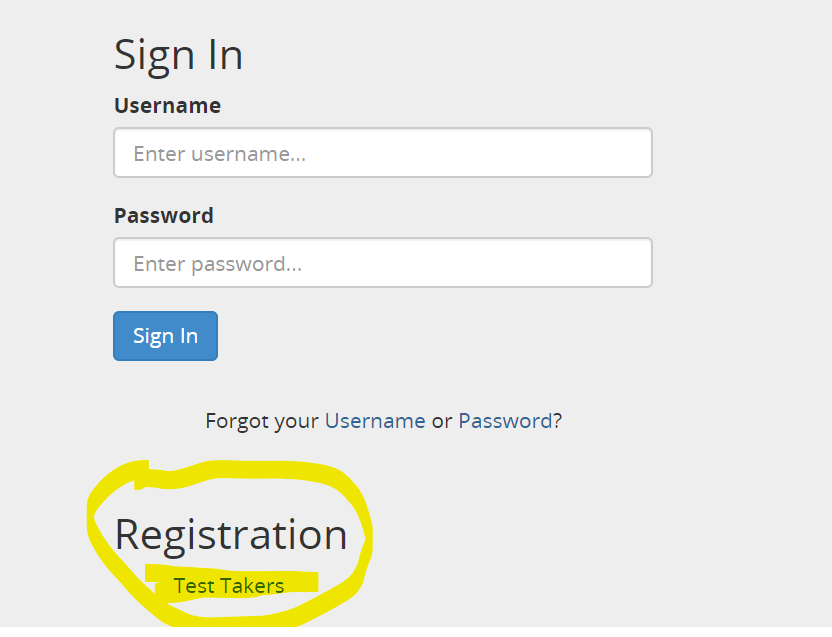 Sign In
Username
Enter username...
Password
Enter password...
Sign In
Forgot your Username or Password?
Registration
Test Takers